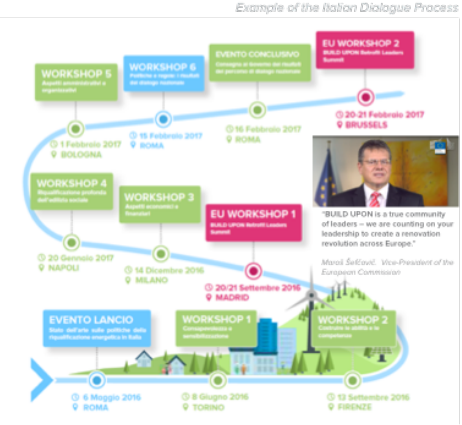 Example of the Italian Dialogue Process
EU WORKSHOP 2
BUILD UPON Retrofit Leaders
Summit
EVENTO CONCLUSIVO
Consegna al Governo dei risultati
del percorso di dialogo nazionale
WORKSHOP 6
Politiche e regole: i risultati
del dialogo nazionale
WORKSHOP 5
Aspetti amministrativi e
organizzativi
1 Febbraio 2017
BOLOGNA
15 Febbraio 2017
ROMA
16 Febbraio 2017
ROMA
20-21 Febbraio 2017
BRUSSELS
WORKSHOP 4
Riqualificazione profonda
dell'edilizia sociale
WORKSHOP 3
Aspetti economici e
finanziari
EU WORKSHOP 1
BUILD UPON Retrofit Leaders
Summit
20 Gennaio 2017
NAPOLI
14 Dicembre 2016
MILANO
20/21 Settembre 2016
MADRID
"BUILD UPON is a true community
of leaders – we are counting on your
leadership to create a renovation
revolution across Europe."
Maroš Šefčovič. Vice-President of the
European Commission
EVENTO LANCIO
Stato dell'arte sulle politiche della
riqualificazione energetica in Italia
WORKSHOP 1
Consapevolezza e
sensibilizzazione
WORKSHOP 2
Costruire le abilità e le
competenze
6 Maggio 2016
ROMA
8 Giugno 2016
TORINO
13 Settembre 2016
FIRENZE